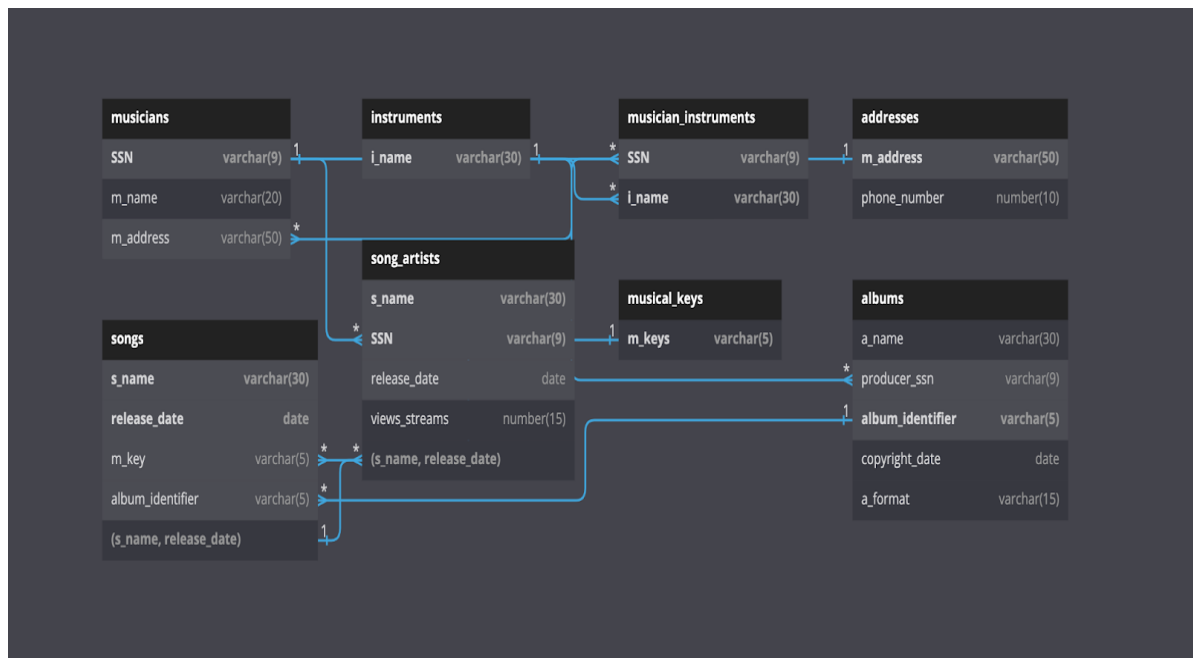 musicians
SSN varchar(9)
m_name varchar(20)
m_address varchar(50)
instruments
i_name varchar(30)
musician_instruments
SSN varchar(9)
i_name varchar(30)
addresses
m_address varchar(50)
phone_number number(10)
songs
s_name varchar(30)
release_date date
m_key varchar(5)
album_identifier varchar(5)
(s_name, release_date)
song_artists
s_name varchar(30)
SSN varchar(9)
release_date date
views_streams number(15)
(s_name, release_date)
musical_keys
m_keys varchar(5)
albums
a_name varchar(30)
producer_ssn varchar(9)
album_identifier varchar(5)
copyright_date date
a_format varchar(15)
1
*
1
*
*
1
*
1
*
1
*
*
*
1